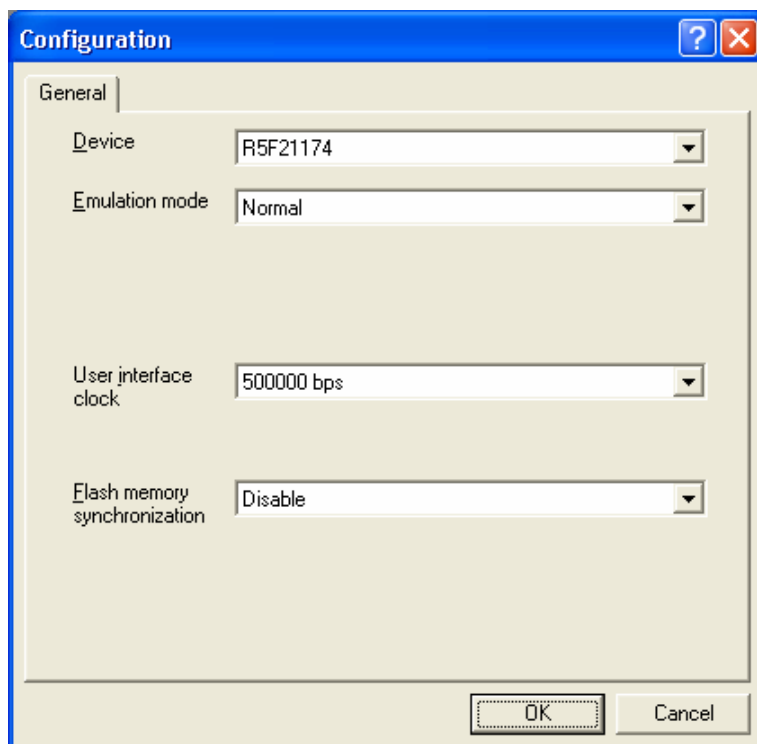 Configuration
General
Device
R5F21174
Emulation mode
Normal
User interface
clock
500000 bps
Flash memory
synchronization
Disable
OK
Cancel